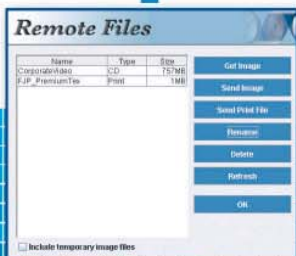 Remote Files
Name Type Size
CorporateVideo CD 757MB
FJP_PremiumTex Print 1MB
Get Image
Send Image
Send Print File
Rename
Delete
Refresh
OK
Include temporary image files